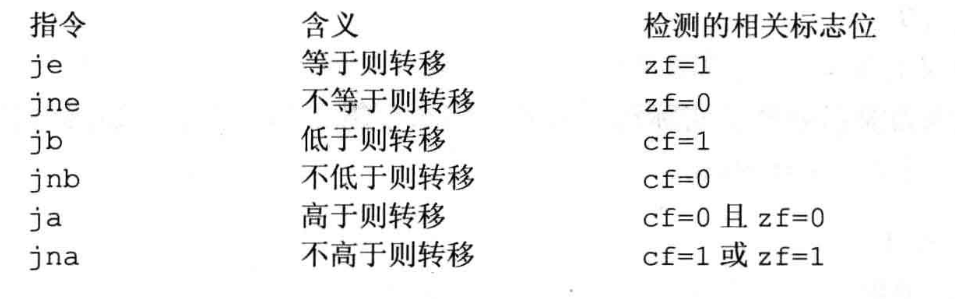 指令 含义 检测的相关标志位
je 等于则转移 zf=1
jne 不等于则转移 zf=0
jb 低于则转移 cf=1
jnb 不低于则转移 cf=0
ja 高于则转移 cf=0 且 zf=0
jna 不高于则转移 cf=1 或 zf=1